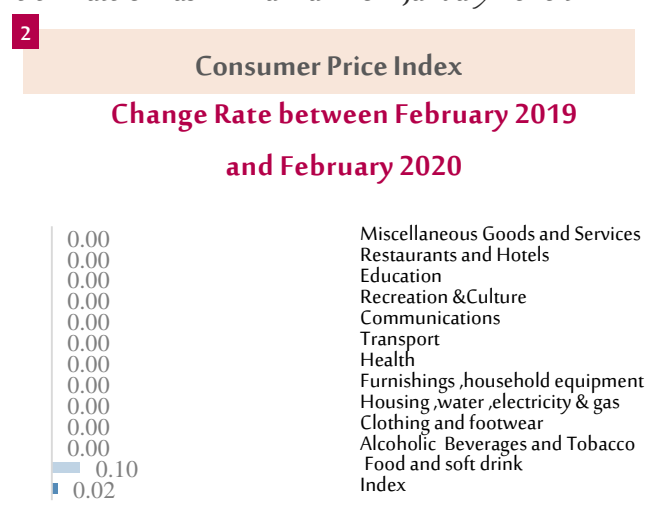 2
Consumer Price Index
Change Rate between February 2019
and February 2020
0.00 Miscellaneous Goods and Services
0.00 Restaurants and Hotels
0.00 Education
0.00 Recreation &Culture
0.00 Communications
0.00 Transport
0.00 Health
0.00 Furnishings ,household equipment
0.00 Housing ,water ,electricity & gas
0.00 Clothing and footwear
0.00 Alcoholic Beverages and Tobacco
0.10 Food and soft drink
0.02 Index